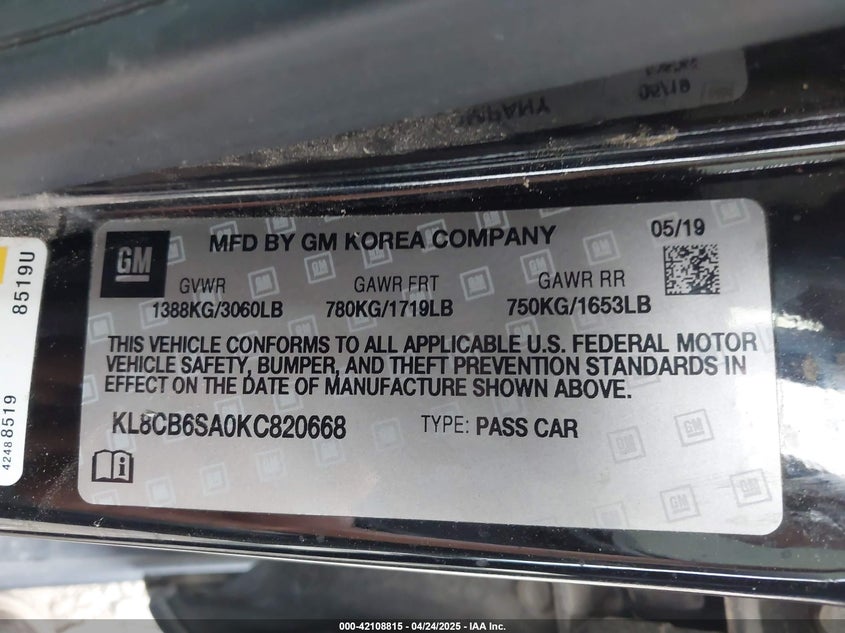 GM
MFD BY GM KOREA COMPANY
05/19
GVWR
GAWR FRT
GAWR RR
1388KG/3060LB
780KG/1719LB
750KG/1653LB
THIS VEHICLE CONFORMS TO ALL APPLICABLE U.S. FEDERAL MOTOR
VEHICLE SAFETY, BUMPER, AND THEFT PREVENTION STANDARDS IN
EFFECT ON THE DATE OF MANUFACTURE SHOWN ABOVE.
KL8CB6SA0KC820668
TYPE: PASS CAR
8519U
42488519
000-42108815 - 04/24/2025 - IAA Inc.